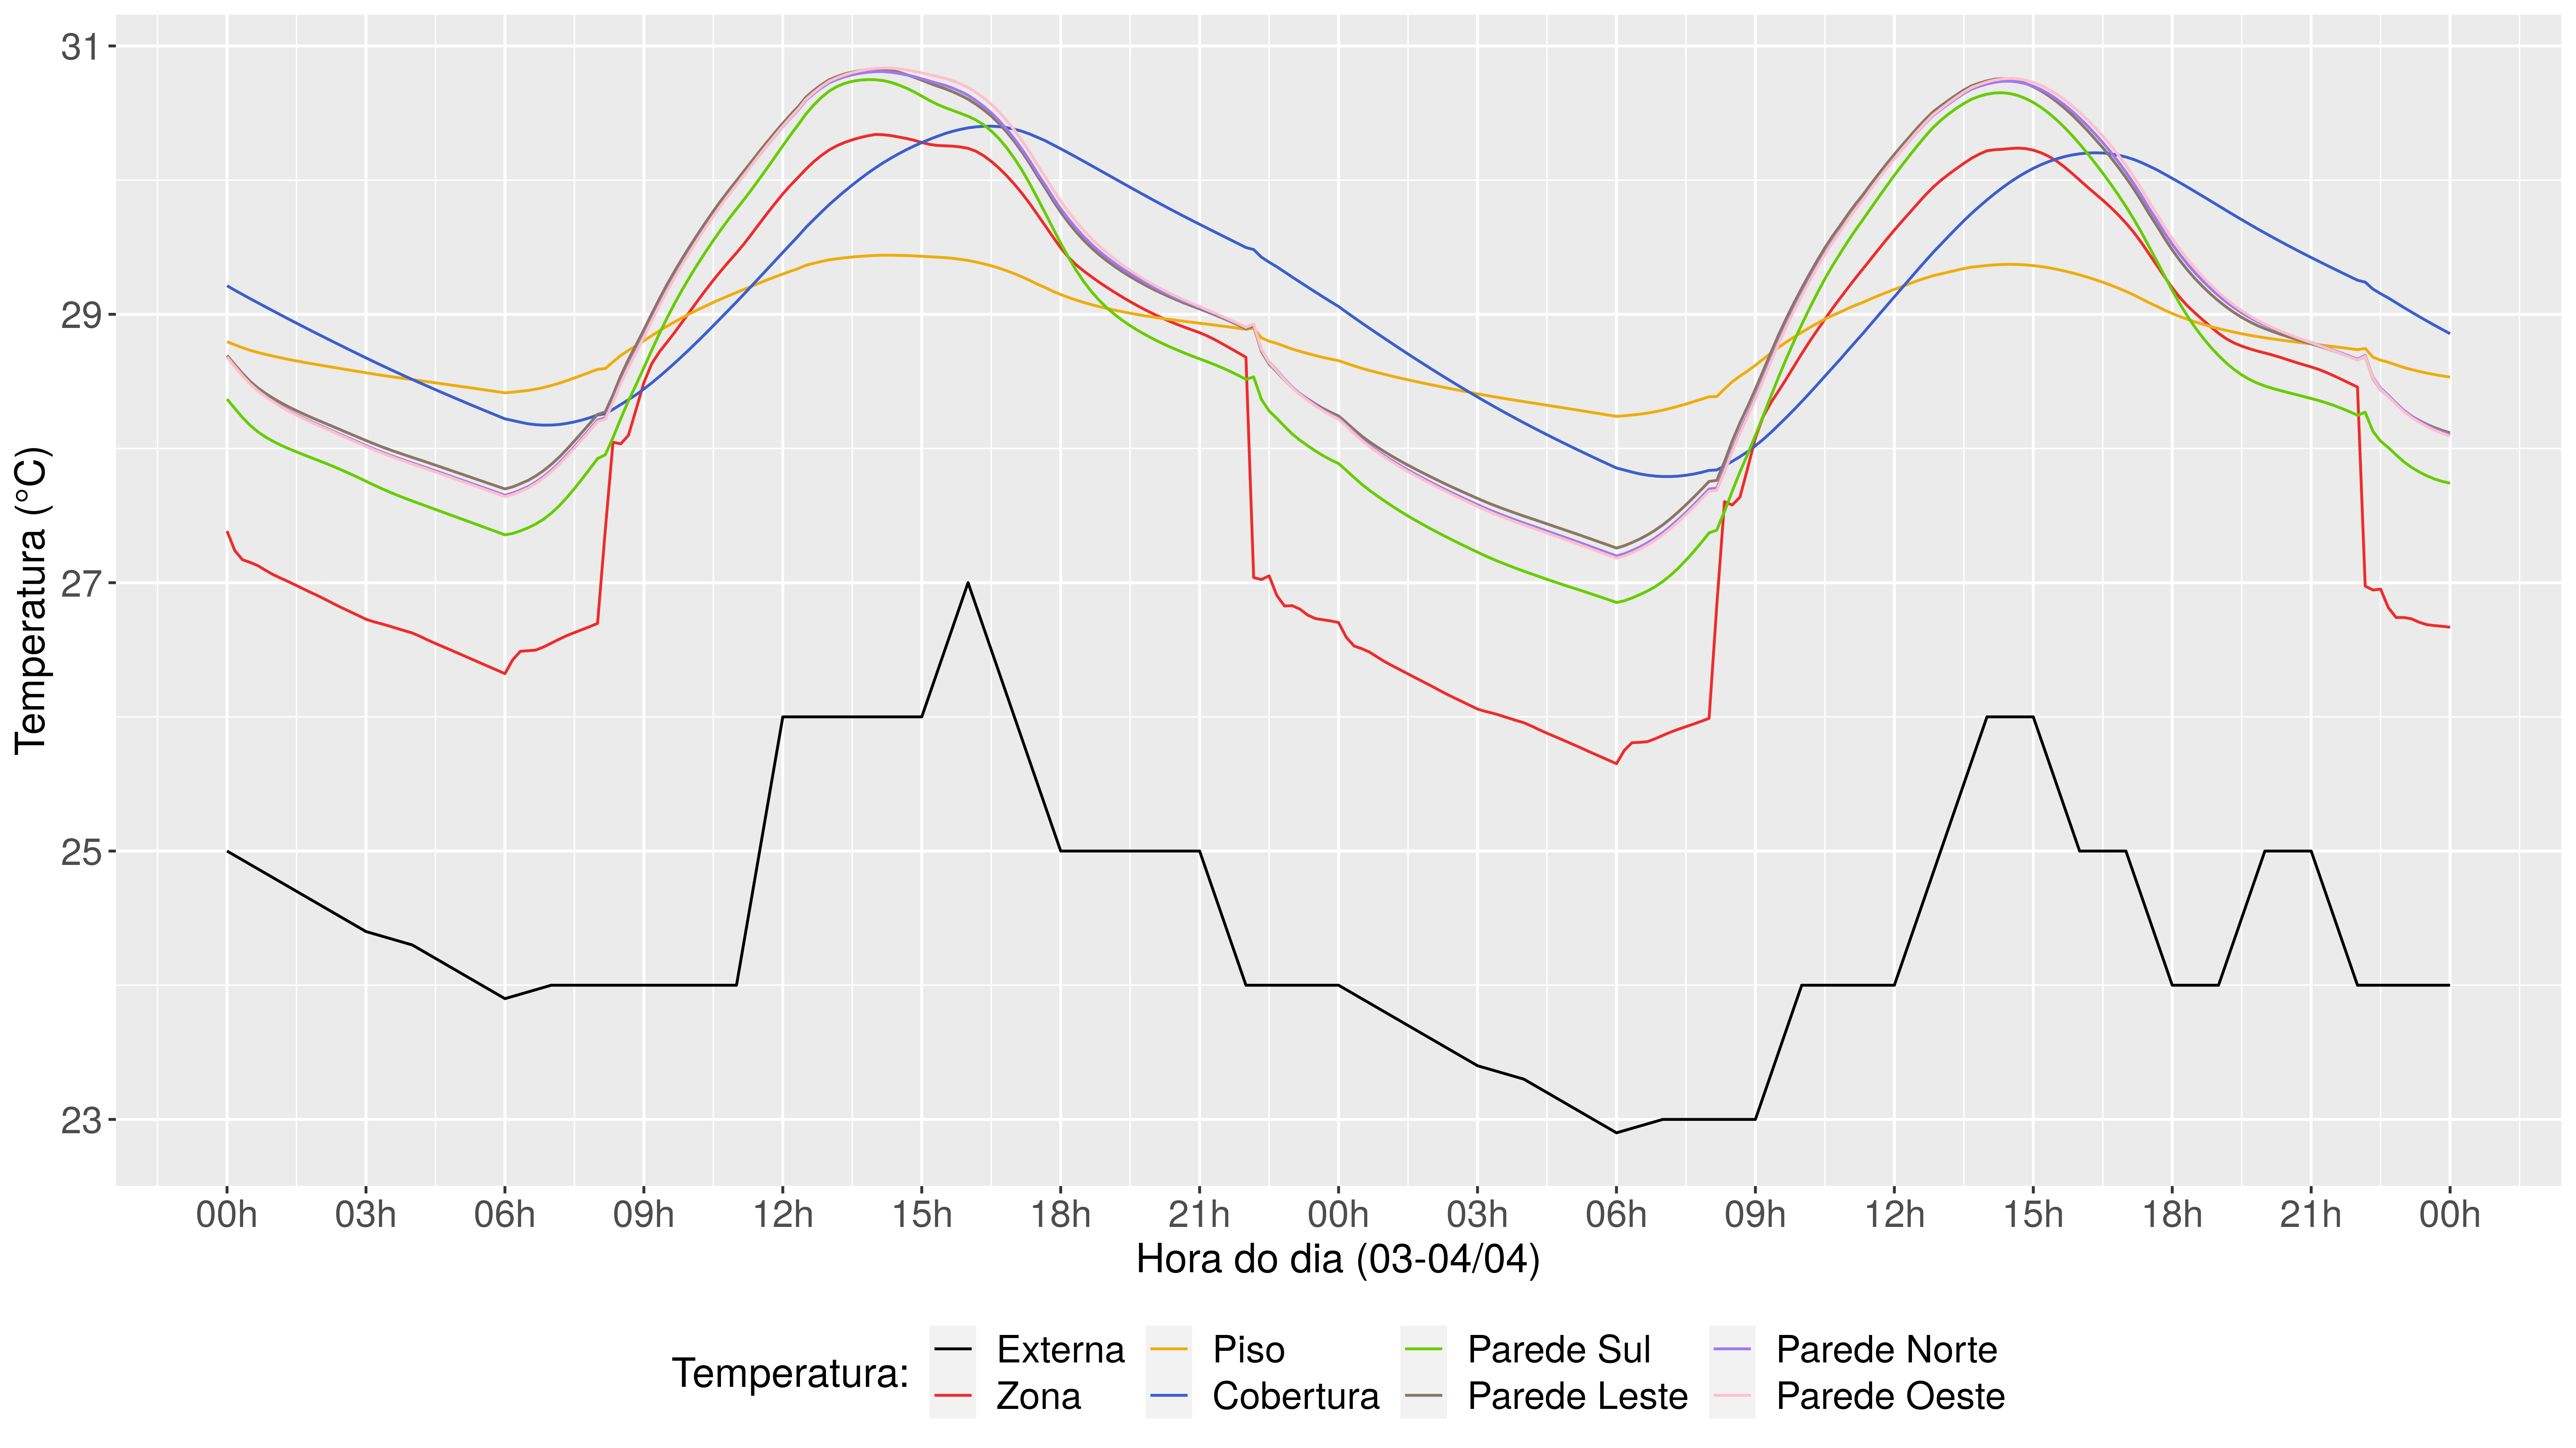 31
29
27
25
23
Temperatura (°C)
00h 03h 06h 09h 12h 15h 18h 21h 00h 03h 06h 09h 12h 15h 18h 21h 00h
Hora do dia (03-04/04)
Temperatura:
Externa Piso Parede Sul Parede Norte
Zona Cobertura Parede Leste Parede Oeste